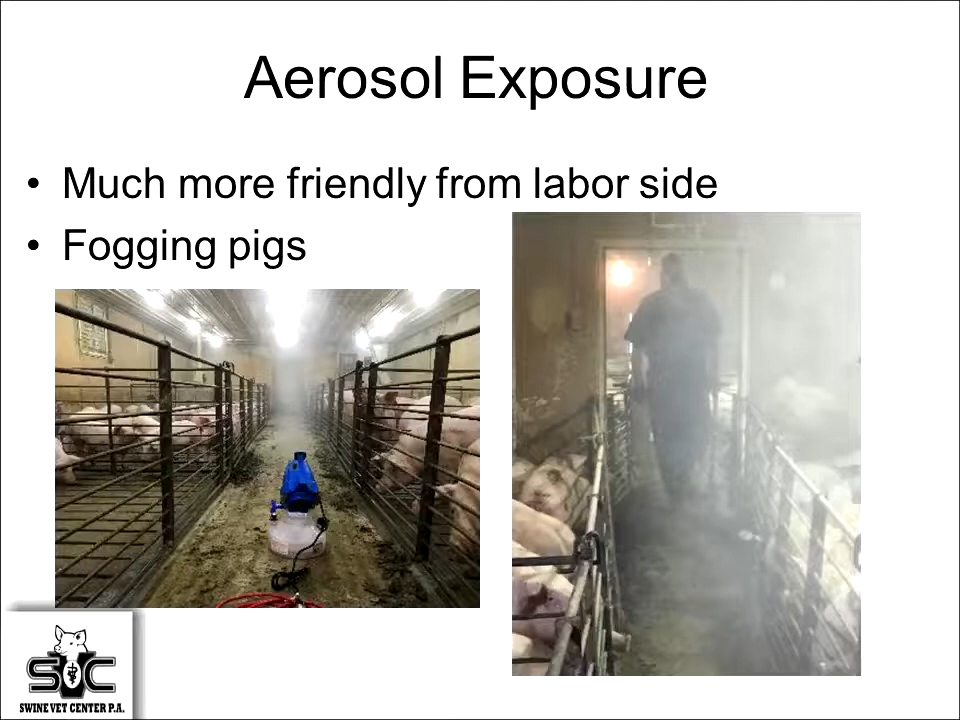 Aerosol Exposure
• Much more friendly from labor side
• Fogging pigs
SVC
SWINE VET CENTER P.A.